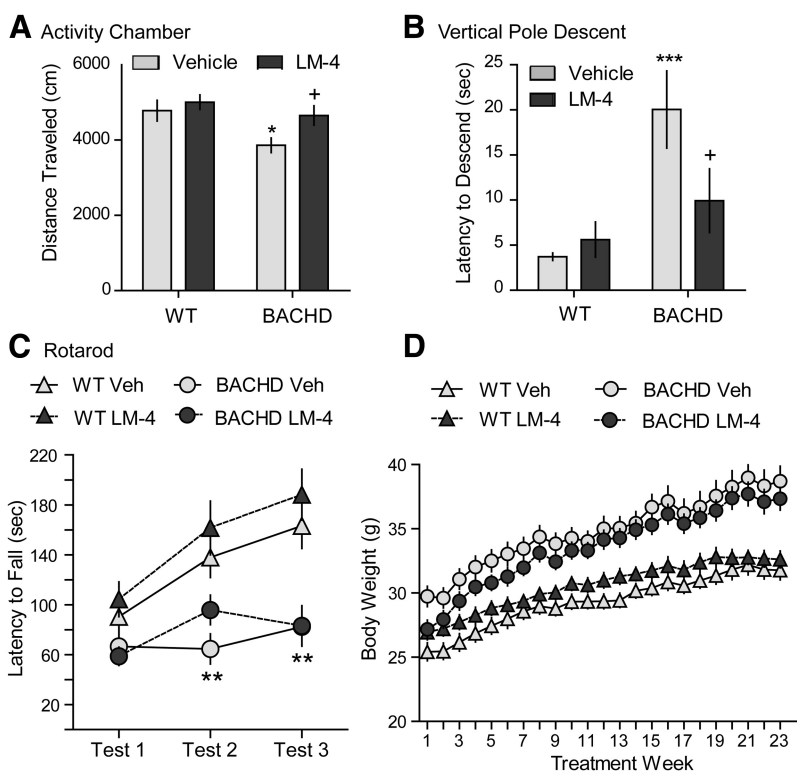 A Activity Chamber
Vehicle LM-4
Distance Traveled (cm)
6000
4000
2000
0
*
+
WT BACHD
B Vertical Pole Descent
Vehicle
LM-4
Latency to Descend (sec)
25
20
15
10
5
0
***
+
WT BACHD
C Rotarod
WT Veh BACHD Veh
WT LM-4 BACHD LM-4
Latency to Fall (sec)
220
180
140
100
60
20
**
**
Test 1 Test 2 Test 3
D
WT Veh BACHD Veh
WT LM-4 BACHD LM-4
Body Weight (g)
40
35
30
25
20
1 3 5 7 9 11 13 15 17 19 21 23
Treatment Week